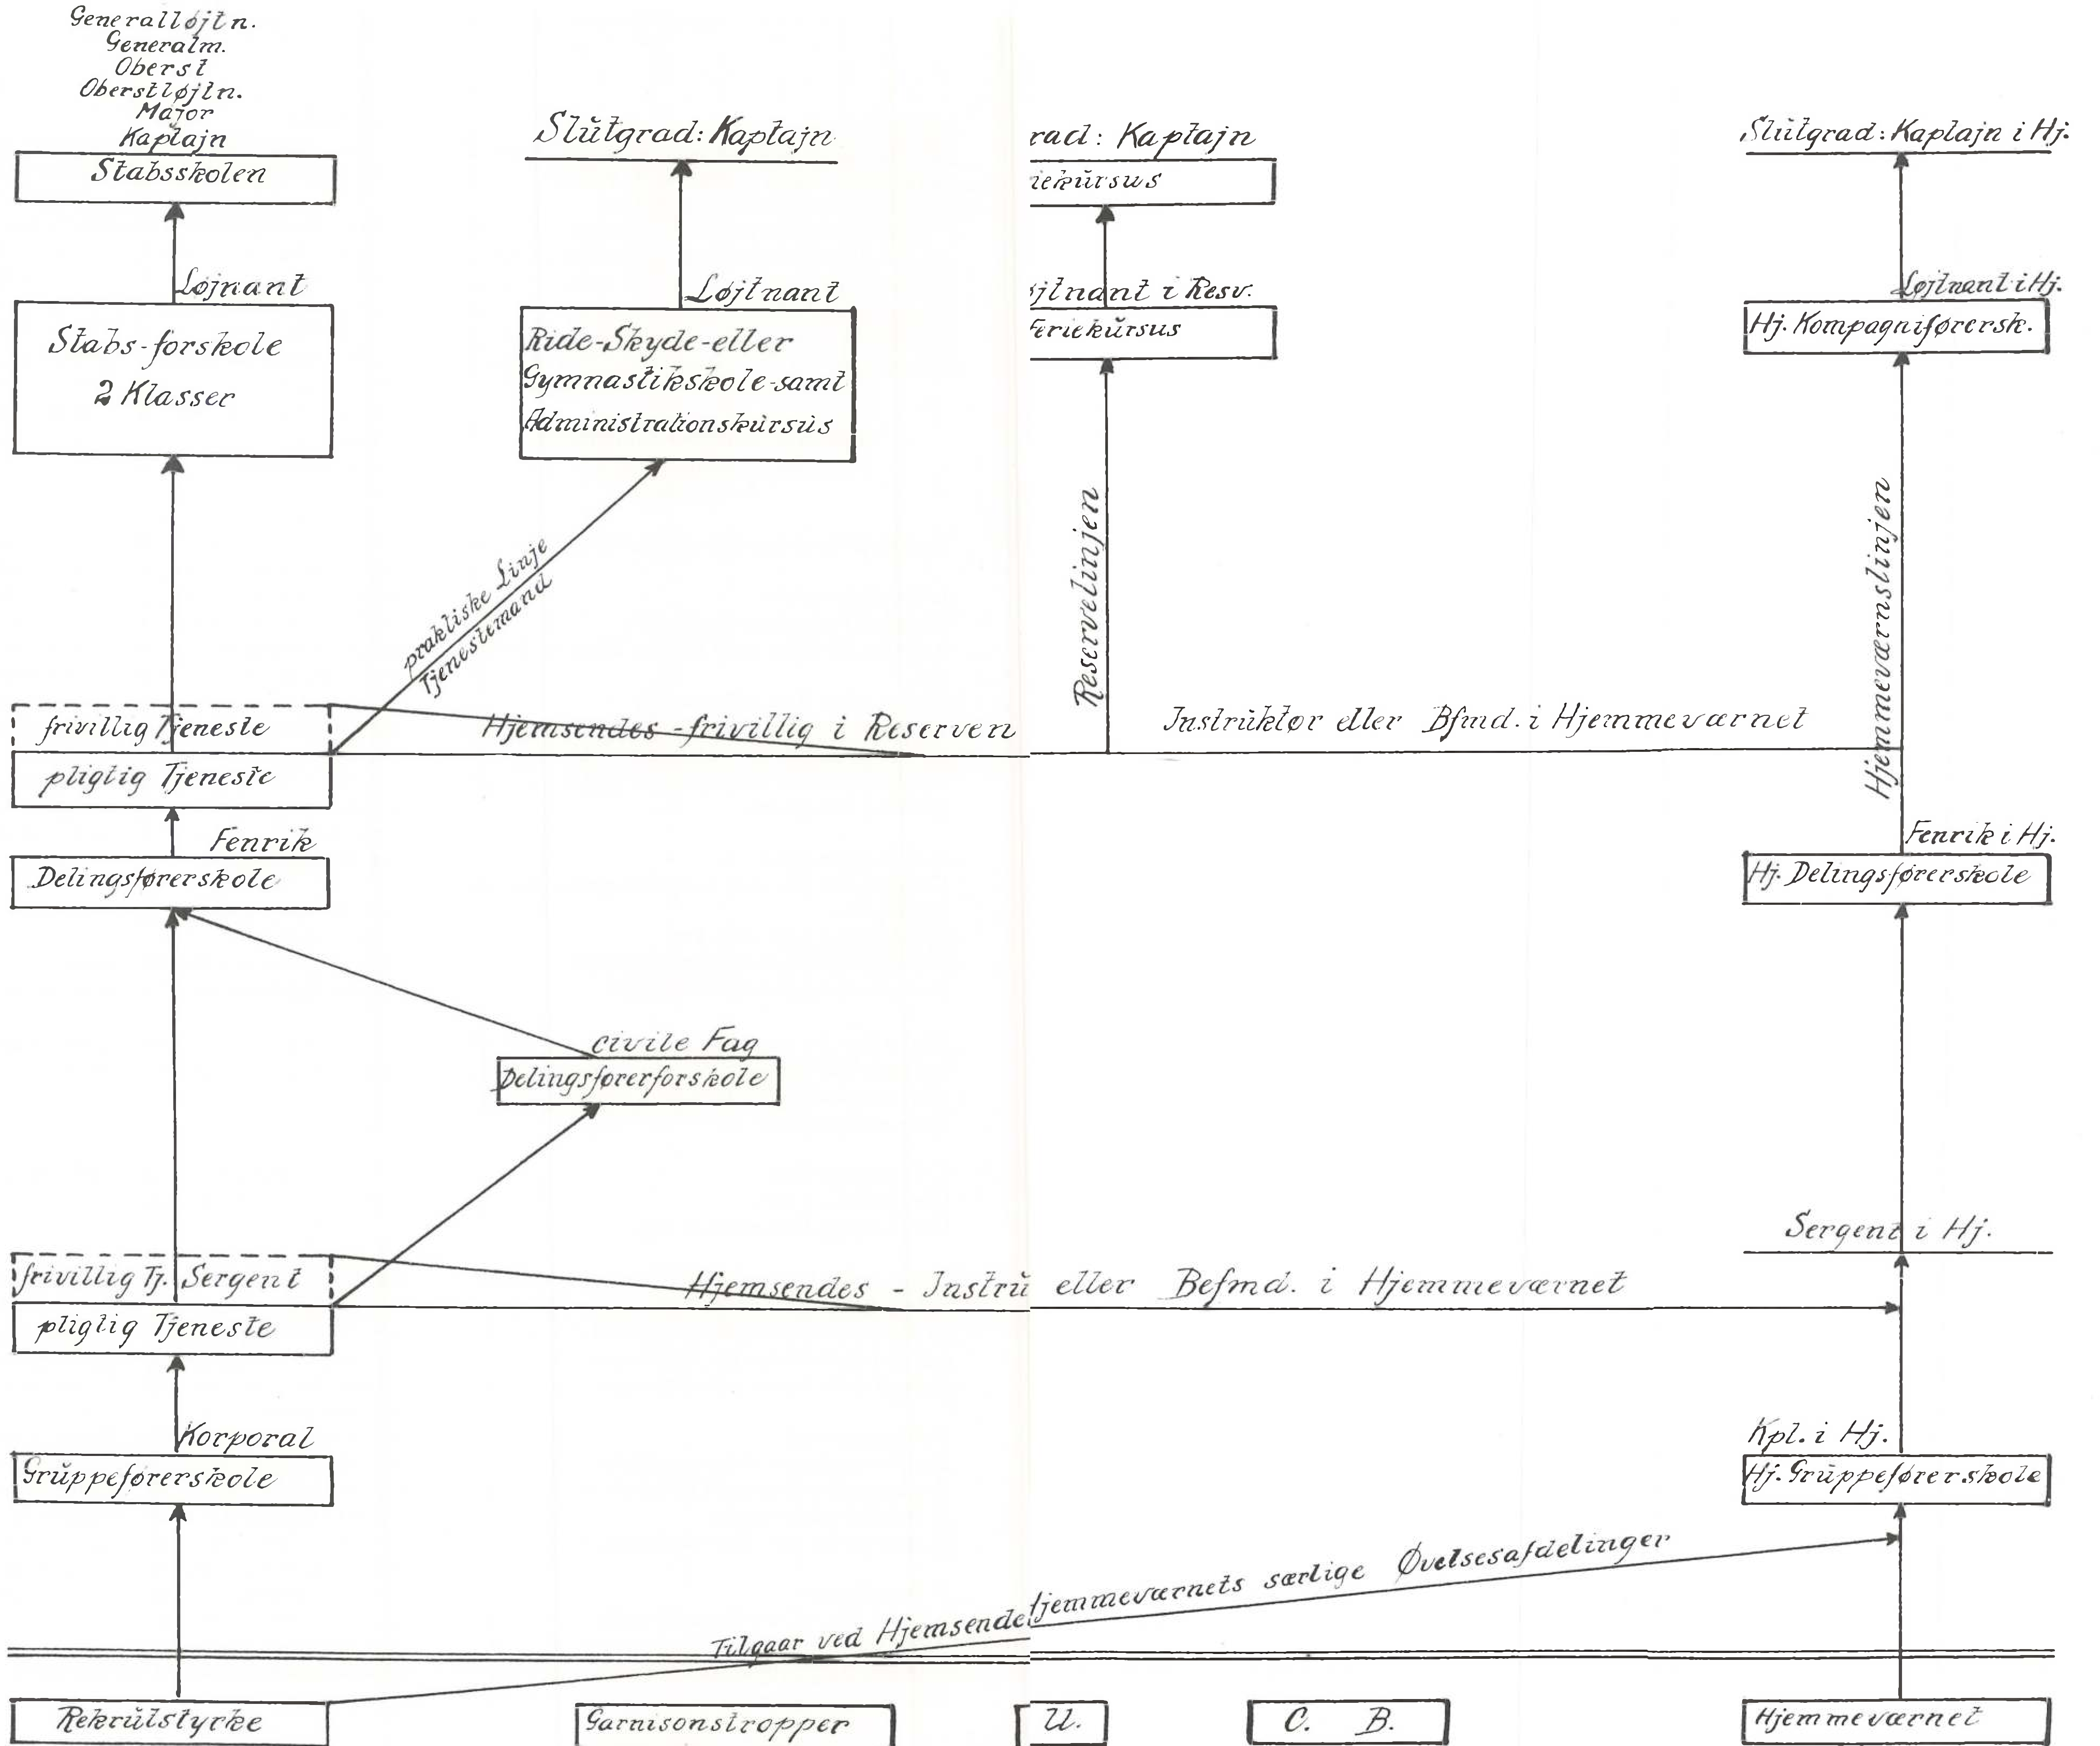 Generalløjtn.
Generalm.
Oberst
Oberstløjtn.
Major
Kaptajn
Stabsskolen
Slutgrad: Kaptajn
rad: Kaptajn
iekursus
Slutgrad: Kaptajn i Hj.
Løjnant
Stabs-forskole
2 Klasser
Løjtnant
Ride-Skyde-eller
Gymnastikskole-samt
Administrationskursus
jtnant i Resv.
Feriekursus
Løjtnant i Hj.
Hj. Kompagniførersk.
praktiske Linje
Tjenestemand
Reservelinjen
Hjemmeværnslinjen
frivillig Tjeneste
pligtig Tjeneste
Hjemsendes - frivillig i Reserven
Instruktør eller Bfmd. i Hjemmeværnet
Fenrik
Delingsførerskole
Fenrik i Hj.
Hj. Delingsførerskole
civile Fag
Delingsførerforskole
Sergent i Hj.
frivillig Tj. Sergent
pligtig Tjeneste
Hjemsendes - Instru eller Befmd. i Hjemmeværnet
Korporal
Gruppeførerskole
Kpl. i Hj.
Hj. Gruppeførerskole
Tilgaar ved Hjemsende jemmeværnets særlige Øvelsesafdelinger
Rekrutstyrke
Garnisonstropper
U.
C. B.
Hjemmeværnet